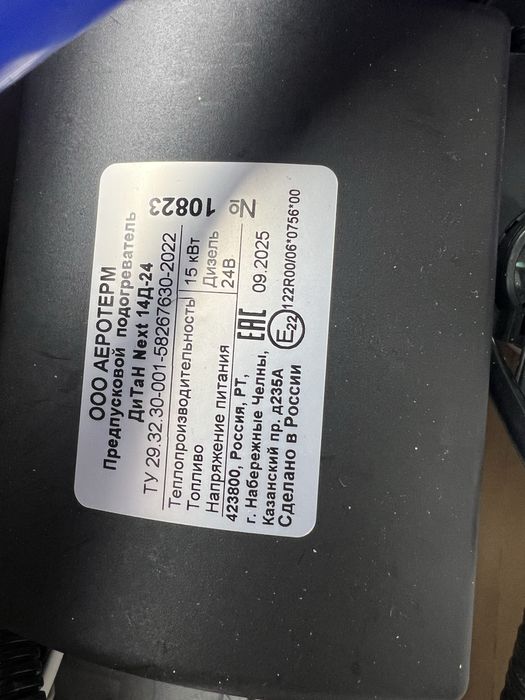 ООО АЕРОТЕРМ
Предпусковой подогреватель
ДиТаН Next 14Д-24
ТУ 29.32.30-001-58267630-2022
Теплопроизводительность 15 кВт
Топливо Дизель
Напряжение питания 24В
423800, Россия, РТ,
г. Набережные Челны,
Казанский пр. д235А
Сделано в России
EAC 09.2025
E22 122R00/06*0756*00
№ 10823